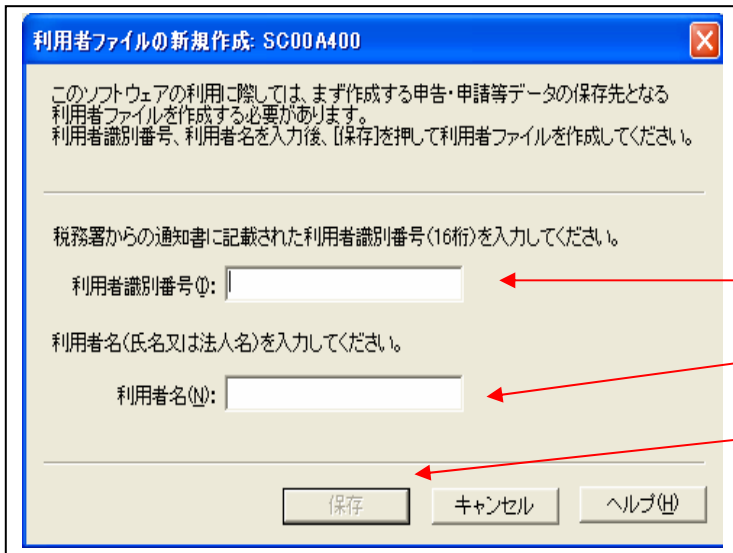 利用者ファイルの新規作成: SC00A400
このソフトウェアの利用に際しては、まず作成する申告・申請等データの保存先となる
利用者ファイルを作成する必要があります。
利用者識別番号、利用者名を入力後、[保存]を押して利用者ファイルを作成してください。
税務署からの通知書に記載された利用者識別番号(16桁)を入力してください。
利用者識別番号(I):
利用者名(氏名又は法人名)を入力してください。
利用者名(N):
保存 キャンセル ヘルプ(H)